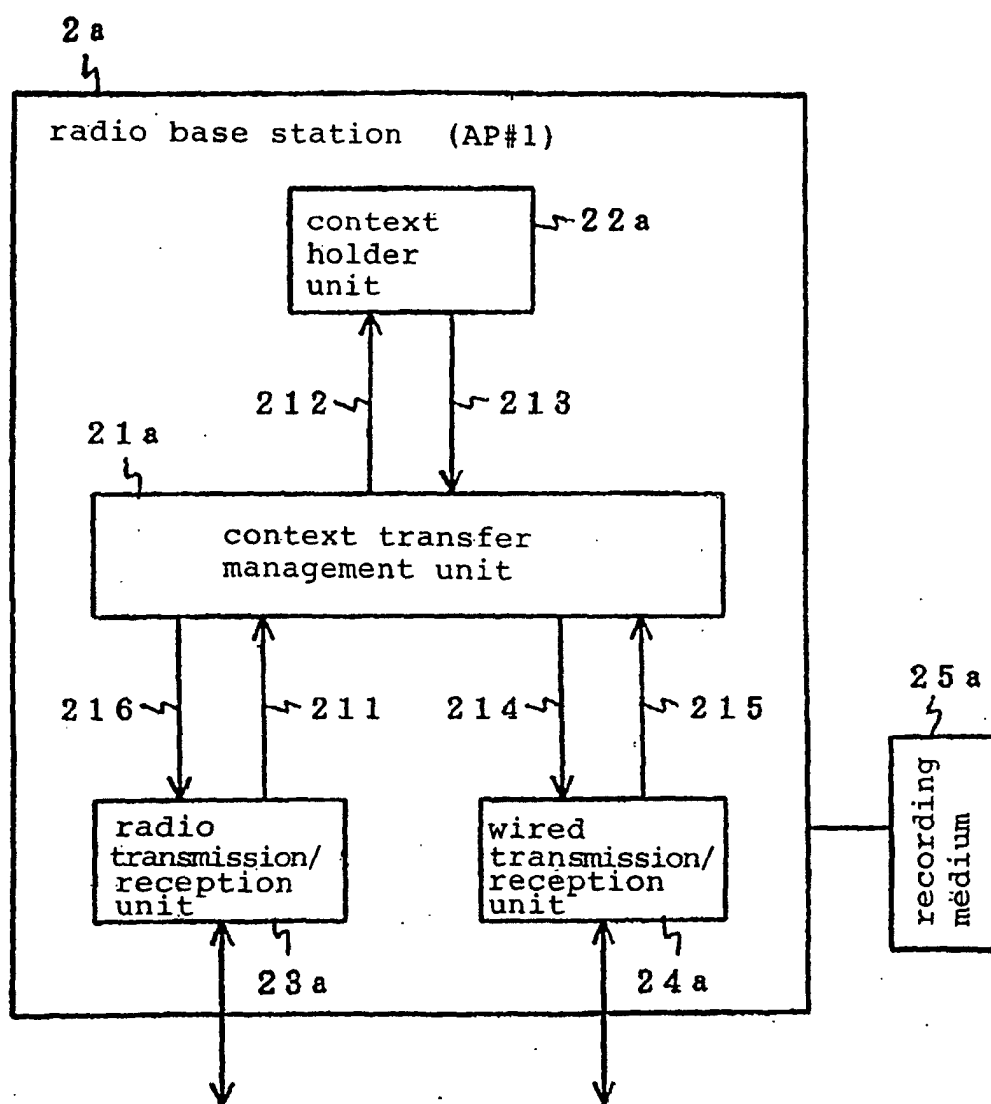 2a
radio base station (AP#1)
context
holder
unit
22a
212
213
21a
context transfer
management unit
216
211
214
215
25a
recording
medium
radio
transmission/
reception
unit
wired
transmission/
reception
unit
23a
24a